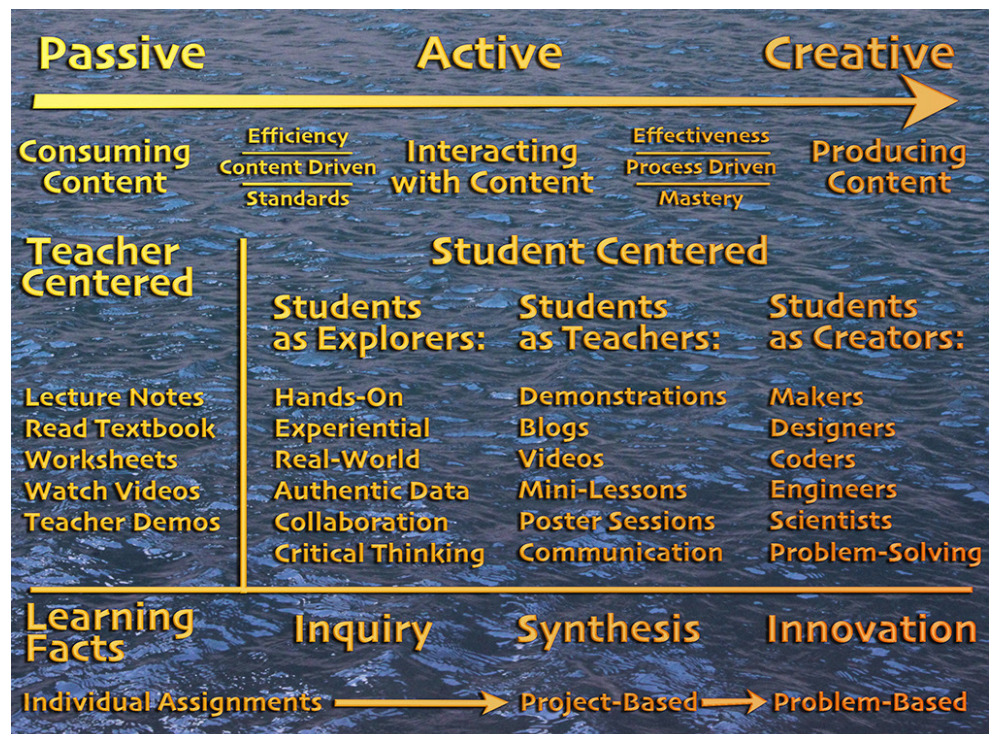 Passive Active Creative
Consuming
Content
Efficiency
Content Driven
Standards
Interacting
with Content
Effectiveness
Process Driven
Mastery
Producing
Content
Teacher
Centered
Student Centered
Students
as Explorers:
Students
as Teachers:
Students
as Creators:
Lecture Notes
Read Textbook
Worksheets
Watch Videos
Teacher Demos
Hands-On
Experiential
Real-World
Authentic Data
Collaboration
Critical Thinking
Demonstrations
Blogs
Videos
Mini-Lessons
Poster Sessions
Communication
Makers
Designers
Coders
Engineers
Scientists
Problem-Solving
Learning
Facts
Inquiry
Synthesis
Innovation
Individual Assignments Project-Based Problem-Based